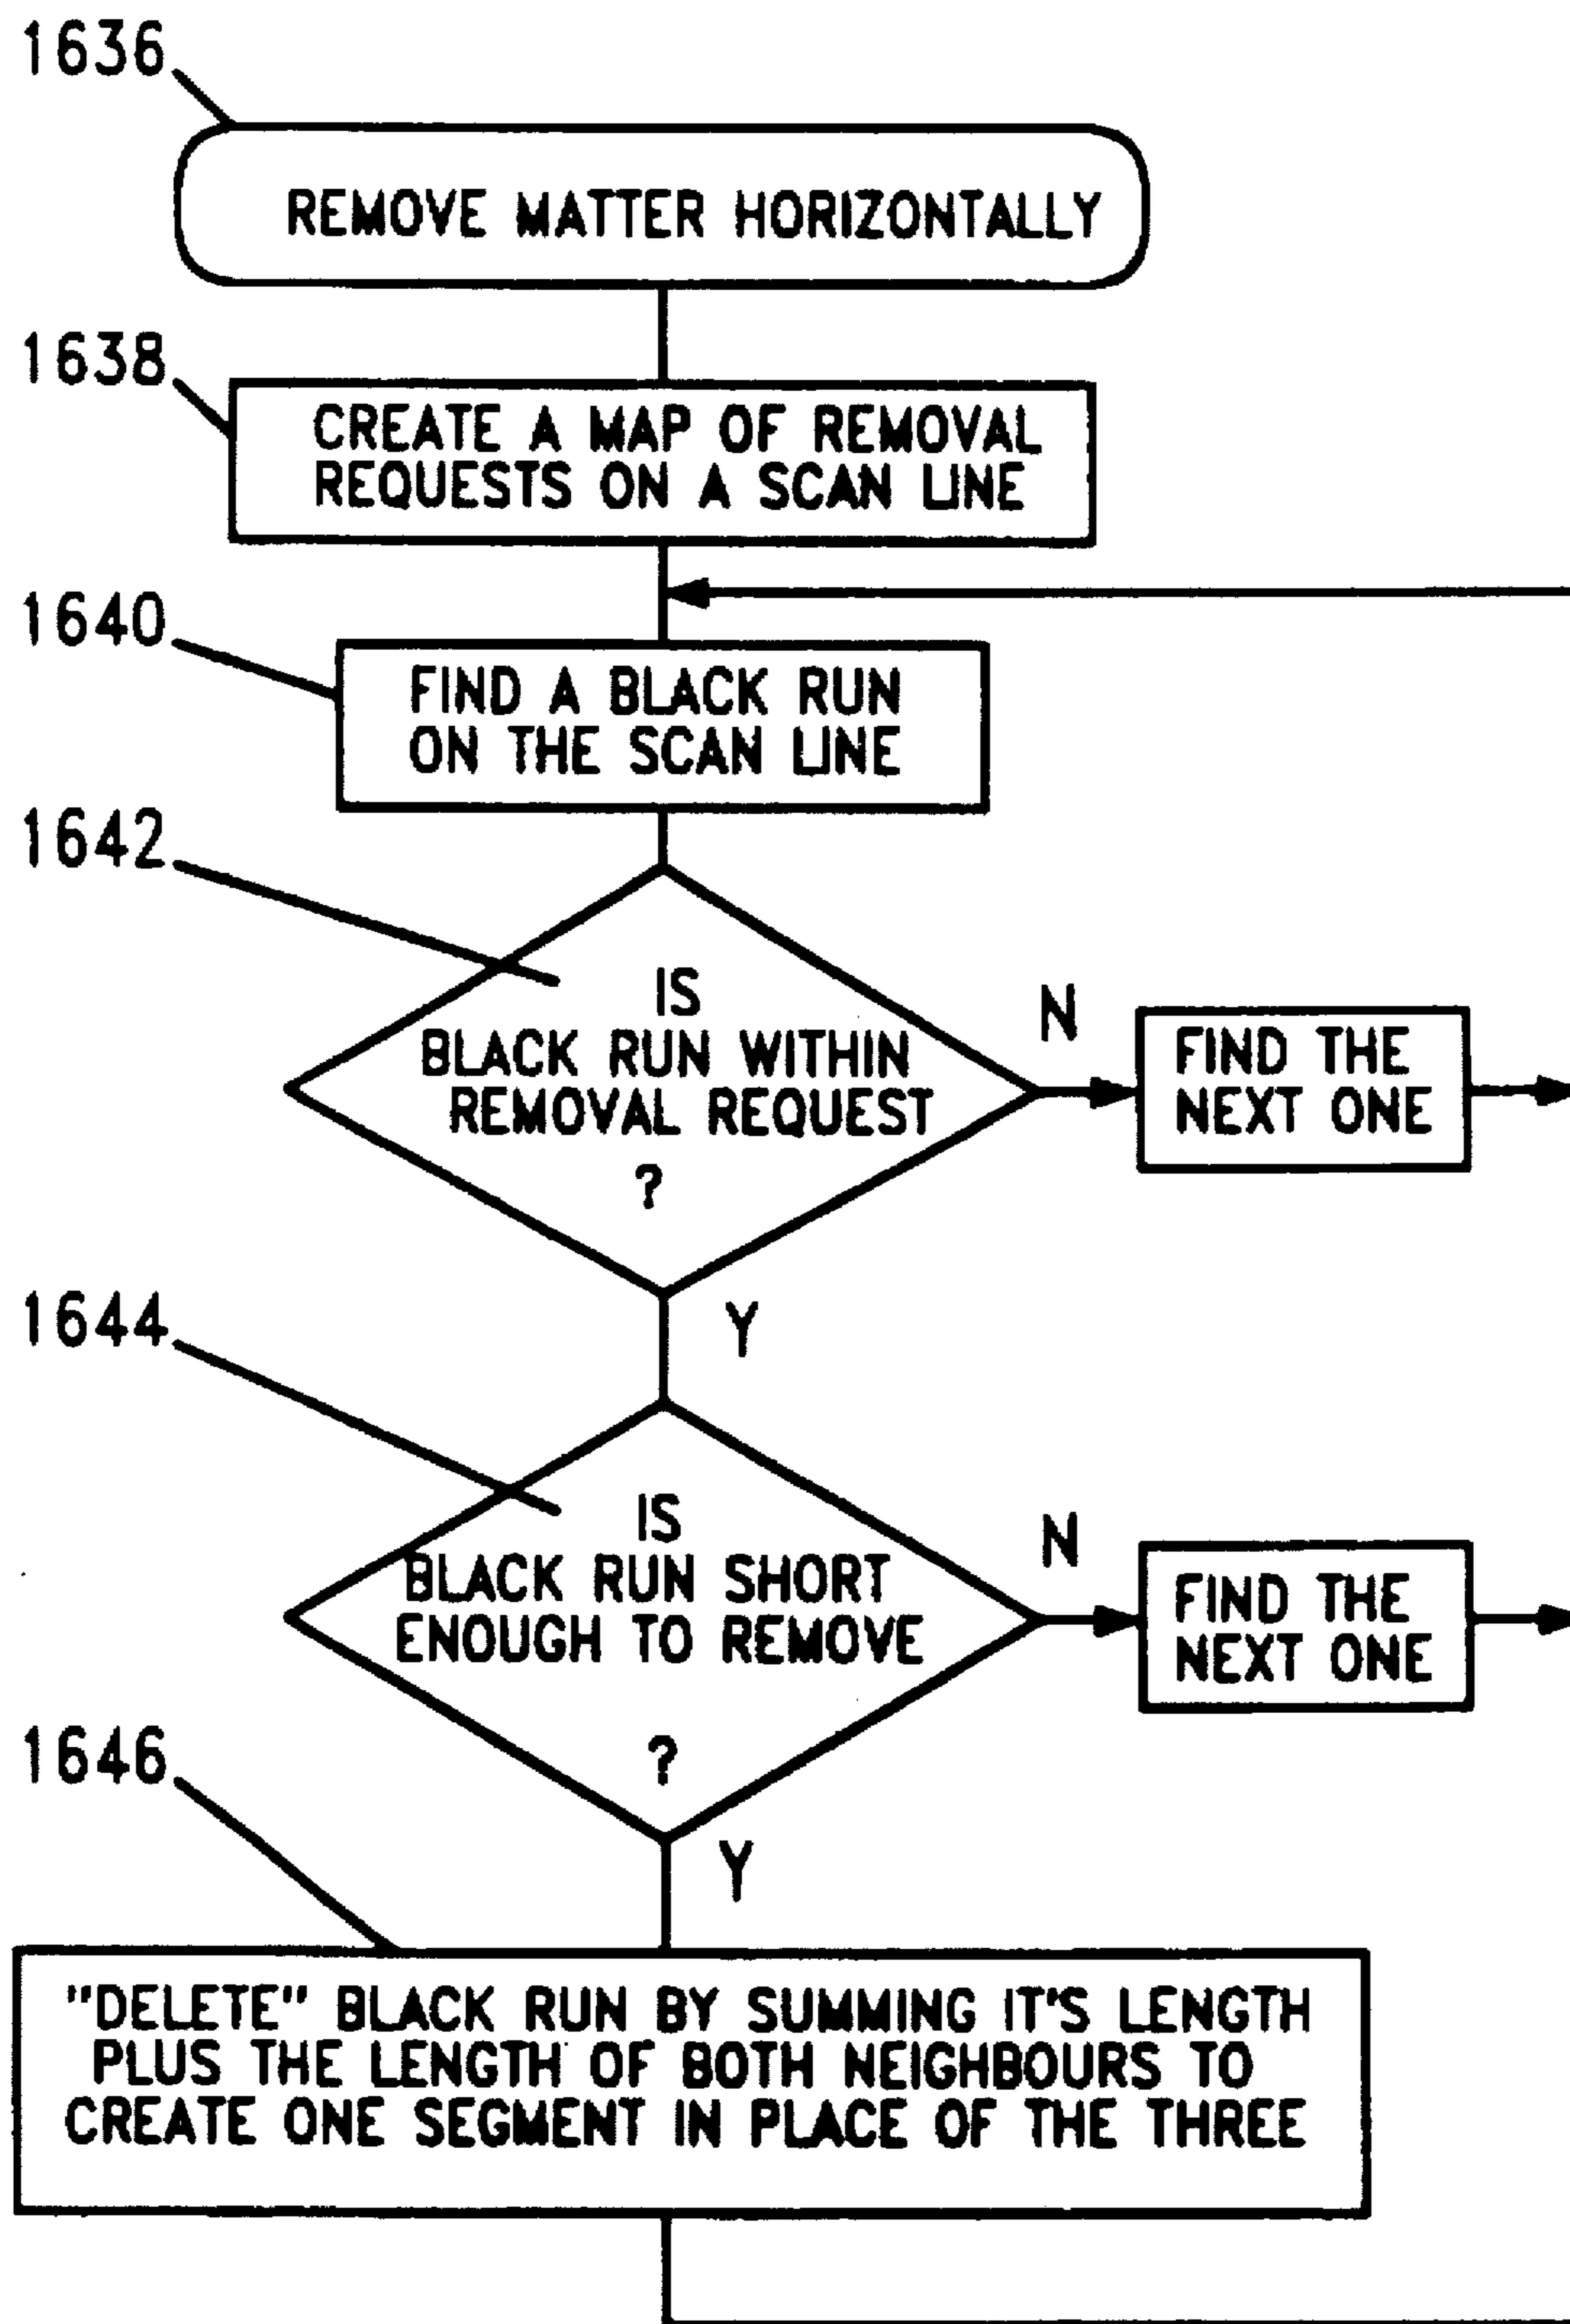 1636
REMOVE MATTER HORIZONTALLY
1638
CREATE A MAP OF REMOVAL
REQUESTS ON A SCAN LINE
1640
FIND A BLACK RUN
ON THE SCAN LINE
1642
IS
BLACK RUN WITHIN
REMOVAL REQUEST
?
N
FIND THE
NEXT ONE
Y
1644
IS
BLACK RUN SHORT
ENOUGH TO REMOVE
?
N
FIND THE
NEXT ONE
Y
1646
"DELETE" BLACK RUN BY SUMMING IT'S LENGTH
PLUS THE LENGTH OF BOTH NEIGHBOURS TO
CREATE ONE SEGMENT IN PLACE OF THE THREE